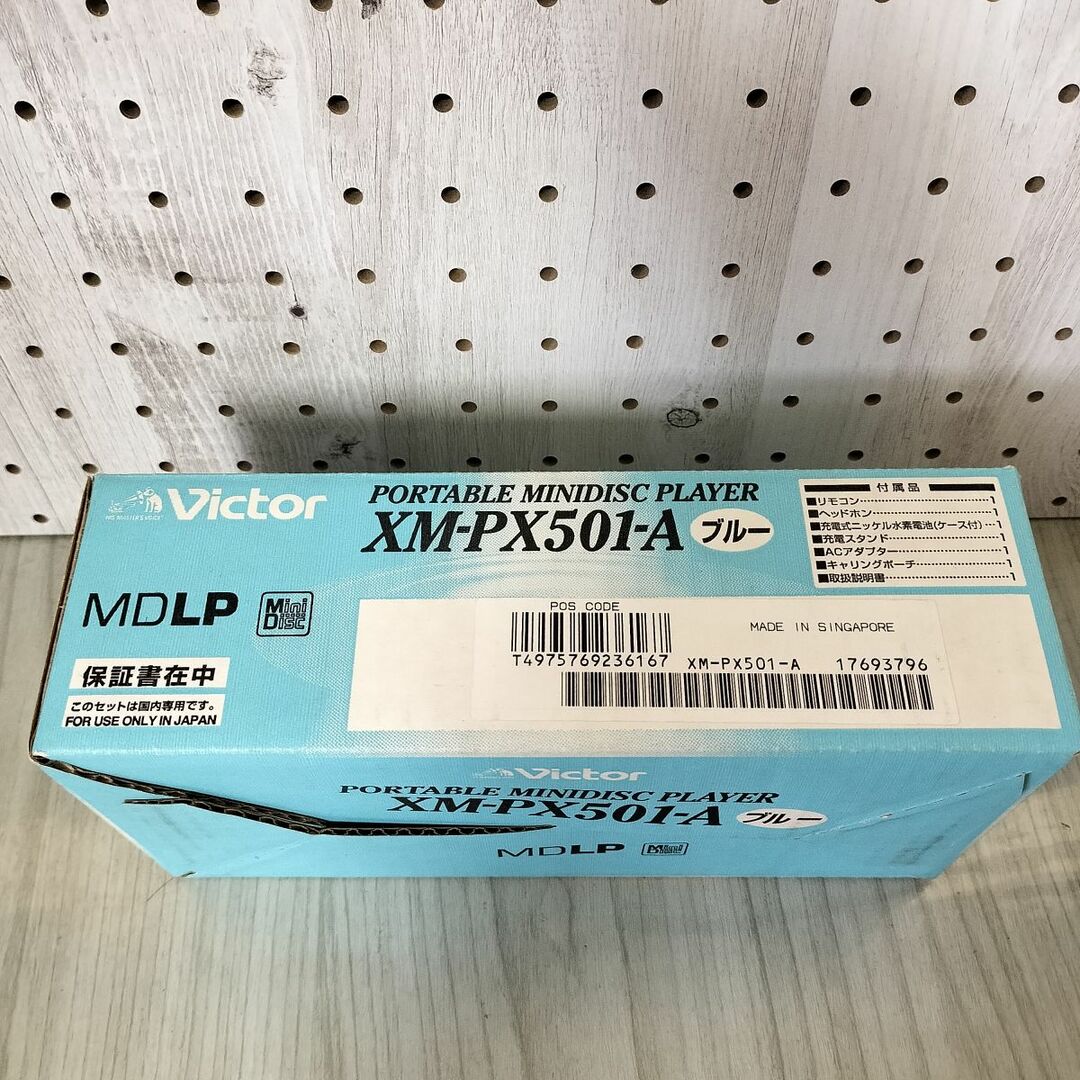 HIS MASTER'S VOICE
Victor
PORTABLE MINIDISC PLAYER
XM-PX501-A ブルー
付属品
■リモコン……………………1
■ヘッドホン…………………1
■充電式ニッケル水素電池(ケース付)…1
■充電スタンド………………1
■ACアダプター………………1
■キャリングポーチ…………1
■取扱説明書…………………1
MDLP
Mini Disc
保証書在中
このセットは国内専用です。
FOR USE ONLY IN JAPAN
POS CODE
MADE IN SINGAPORE
T4975769236167 XM-PX501-A 17693796
Victor
PORTABLE MINIDISC PLAYER
XM-PX501-A ブルー
MDLP